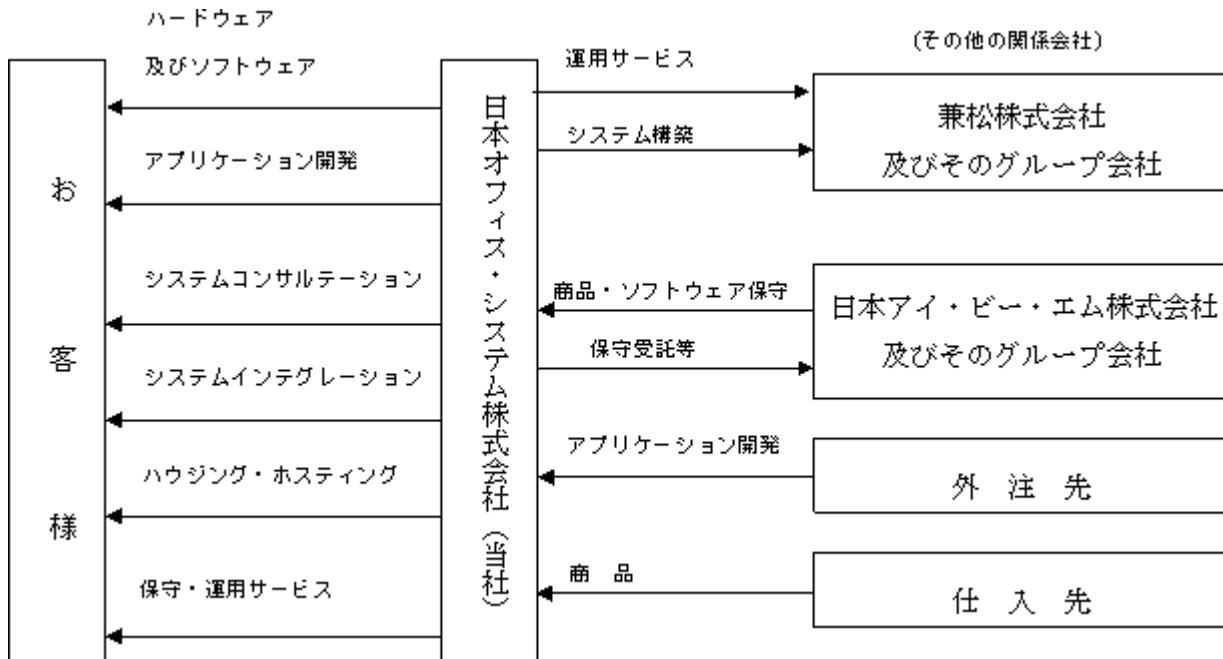 ハードウェア
及びソフトウェア
アプリケーション開発
システムコンサルテーション
システムインテグレーション
ハウジング・ホスティング
保守・運用サービス
お客様
日本オフィス・システム株式会社（当社）
運用サービス
システム構築
商品・ソフトウェア保守
保守受託等
アプリケーション開発
商　品
(その他の関係会社)
兼松株式会社
及びそのグループ会社
日本アイ・ビー・エム株式会社
及びそのグループ会社
外　注　先
仕　入　先